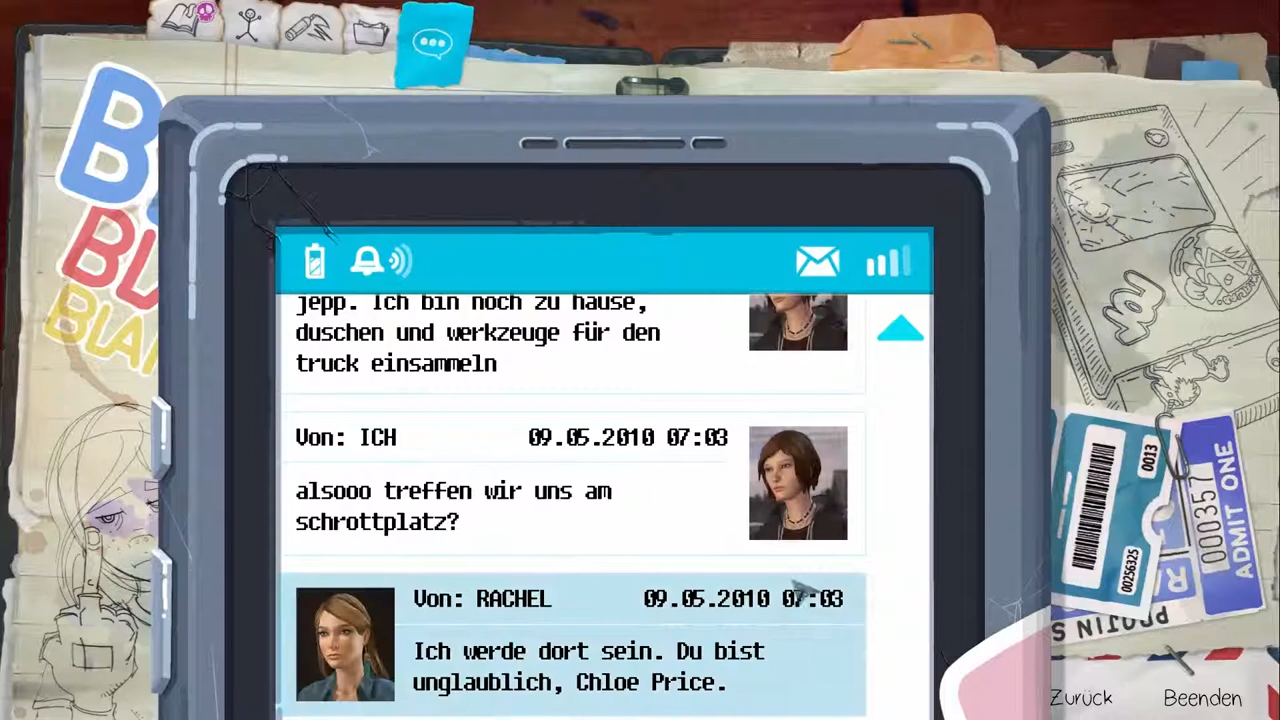 jepp. Ich bin noch zu hause,
duschen und werkzeuge für den
truck einsammeln
Von: ICH 09.05.2010 07:03
alsooo treffen wir uns am
schrottplatz?
Von: RACHEL 09.05.2010 07:03
Ich werde dort sein. Du bist
unglaublich, Chloe Price.
0013
00256325
000357
ADMIT ONE
Zurück
Beenden